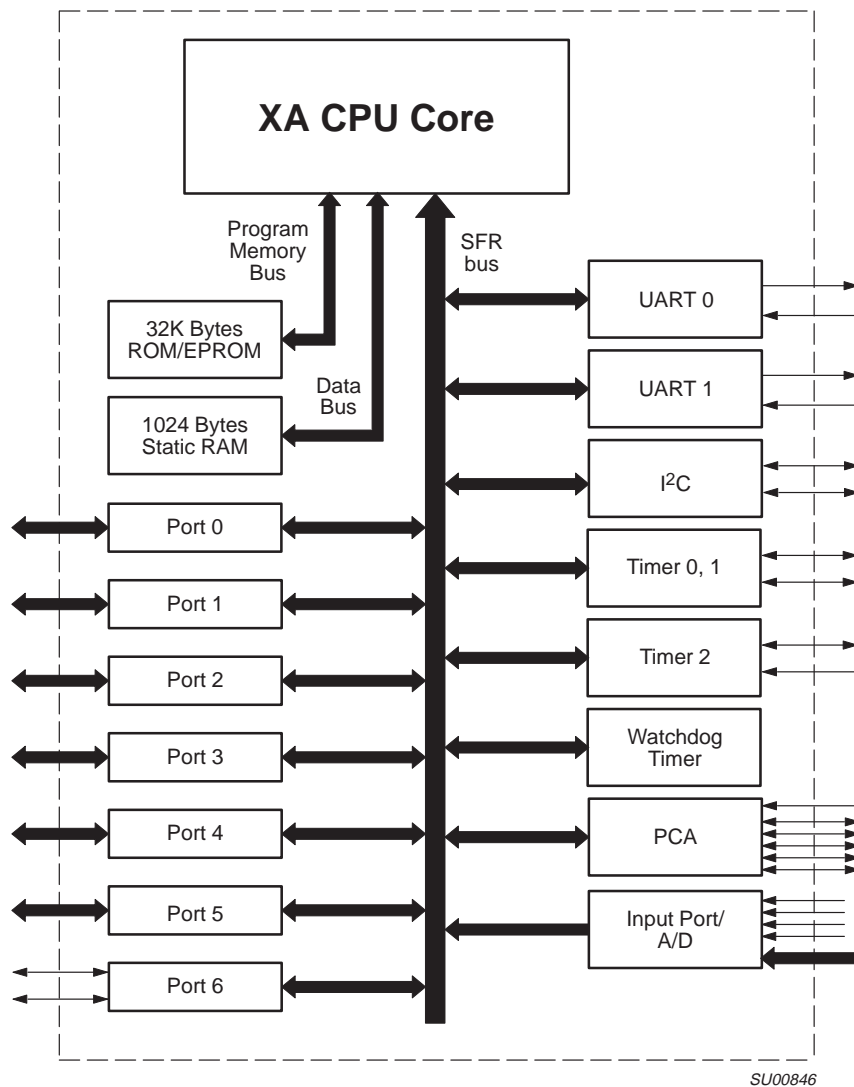 XA CPU Core
Program
Memory
Bus
SFR
bus
UART 0
32K Bytes
ROM/EPROM
Data
Bus
UART 1
1024 Bytes
Static RAM
I²C
Port 0
Timer 0, 1
Port 1
Port 2
Timer 2
Port 3
Watchdog
Timer
Port 4
PCA
Port 5
Input Port/
A/D
Port 6
SU00846